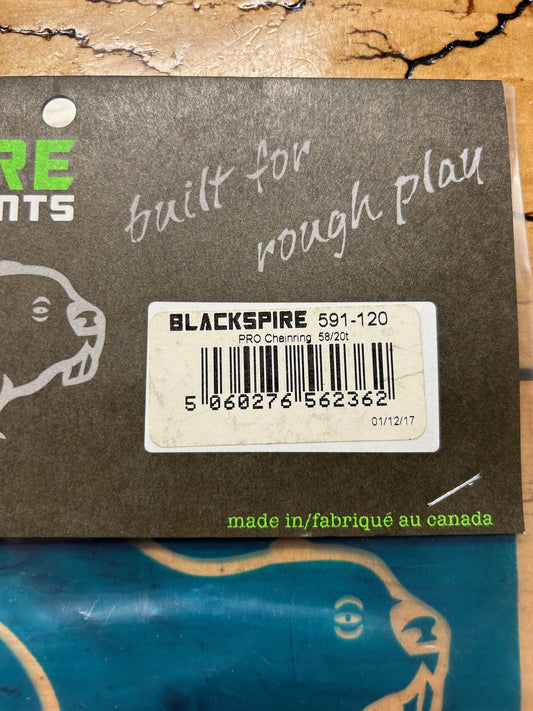 RE
NTS
built for
rough play
BLACKSPIRE 591-120
PRO Chainring 58/20t
5 060276 562362
01/12/17
made in/fabriqué au canada